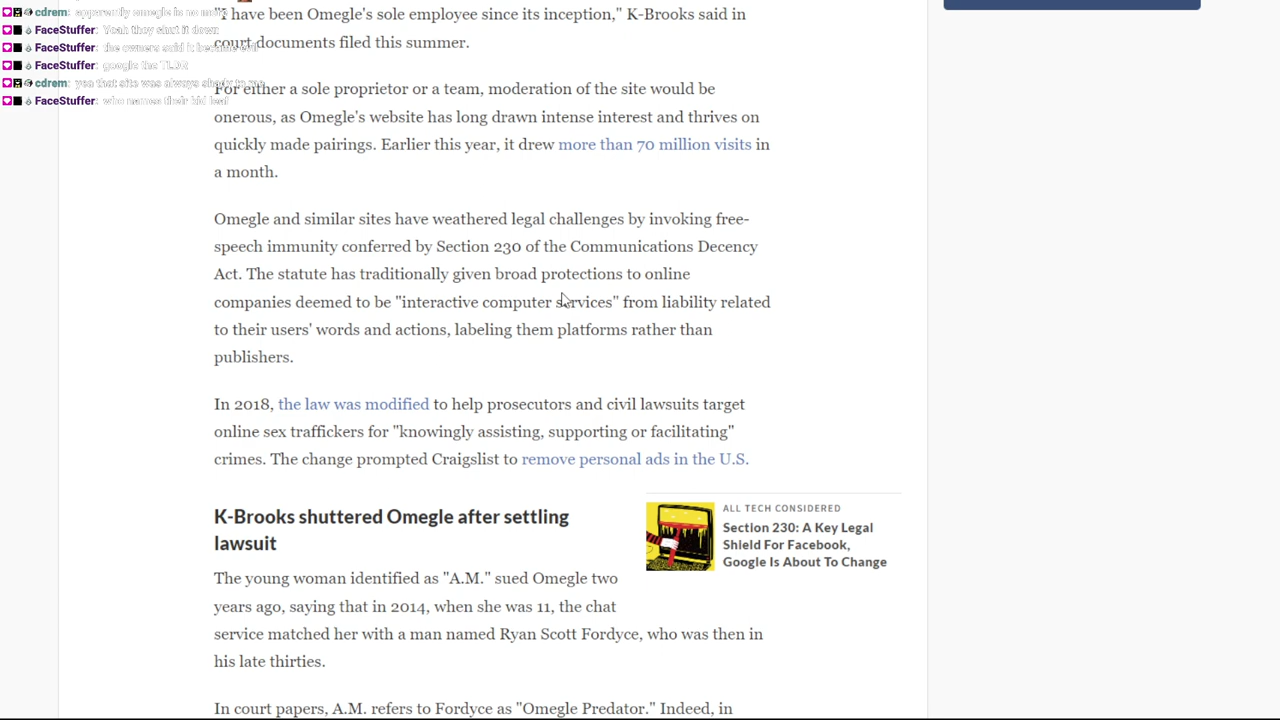 cdrem: apparently omegle is no more
FaceStuffer: Yeah they shut it down
FaceStuffer: the owners said it became evil
FaceStuffer: google the TLDR
cdrem: yea that site was always shady to me
FaceStuffer: who names their kid leaf
"I have been Omegle's sole employee since its inception," K-Brooks said in
court documents filed this summer.
For either a sole proprietor or a team, moderation of the site would be
onerous, as Omegle's website has long drawn intense interest and thrives on
quickly made pairings. Earlier this year, it drew more than 70 million visits in
a month.
Omegle and similar sites have weathered legal challenges by invoking free-
speech immunity conferred by Section 230 of the Communications Decency
Act. The statute has traditionally given broad protections to online
companies deemed to be "interactive computer services" from liability related
to their users' words and actions, labeling them platforms rather than
publishers.
In 2018, the law was modified to help prosecutors and civil lawsuits target
online sex traffickers for "knowingly assisting, supporting or facilitating"
crimes. The change prompted Craigslist to remove personal ads in the U.S.
K-Brooks shuttered Omegle after settling
lawsuit
ALL TECH CONSIDERED
Section 230: A Key Legal
Shield For Facebook,
Google Is About To Change
The young woman identified as "A.M." sued Omegle two
years ago, saying that in 2014, when she was 11, the chat
service matched her with a man named Ryan Scott Fordyce, who was then in
his late thirties.
In court papers, A.M. refers to Fordyce as "Omegle Predator." Indeed, in